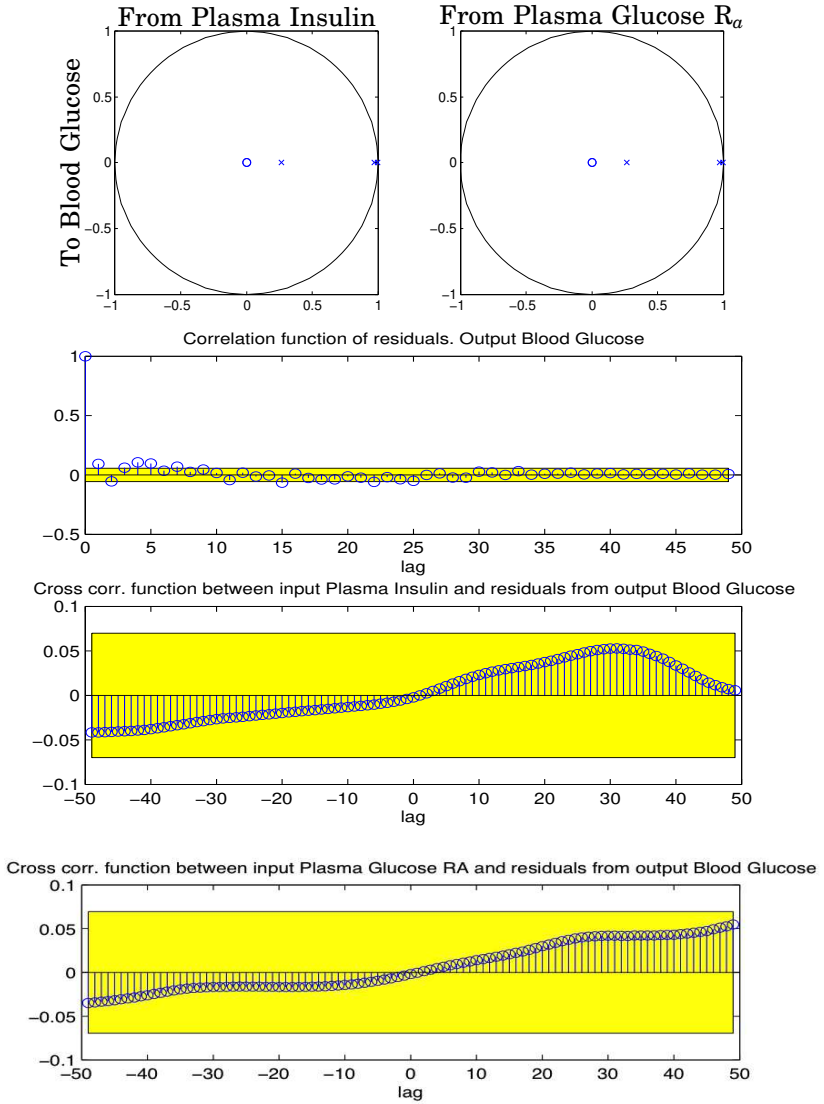 From Plasma Insulin
From Plasma Glucose Rₐ
To Blood Glucose
1
0.5
0
−0.5
−1
−1 −0.5 0 0.5 1
1
0.5
0
−0.5
−1
−1 −0.5 0 0.5 1
Correlation function of residuals. Output Blood Glucose
1
0.5
0
−0.5
0 5 10 15 20 25 30 35 40 45 50
lag
Cross corr. function between input Plasma Insulin and residuals from output Blood Glucose
0.1
0.05
0
−0.05
−0.1
−50 −40 −30 −20 −10 0 10 20 30 40 50
lag
Cross corr. function between input Plasma Glucose RA and residuals from output Blood Glucose
0.1
0.05
0
−0.05
−0.1
−50 −40 −30 −20 −10 0 10 20 30 40 50
lag